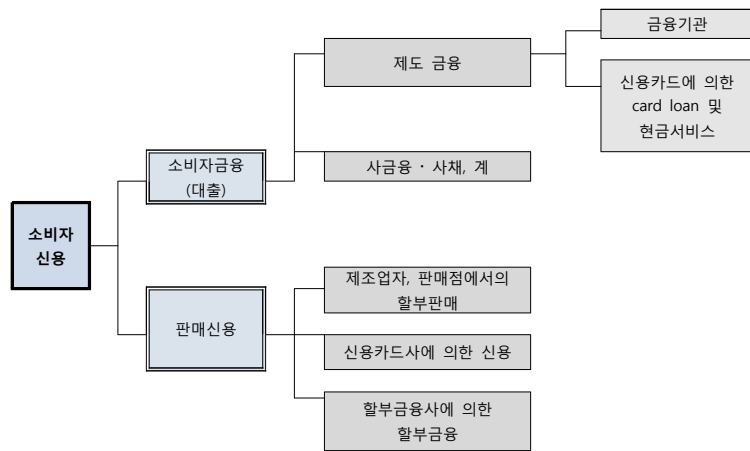 금융기관
제도 금융
신용카드에 의한
card loan 및
현금서비스
소비자금융
(대출)
사금융 · 사채, 계
소비자
신용
제조업자, 판매점에서의
할부판매
판매신용
신용카드사에 의한 신용
할부금융사에 의한
할부금융